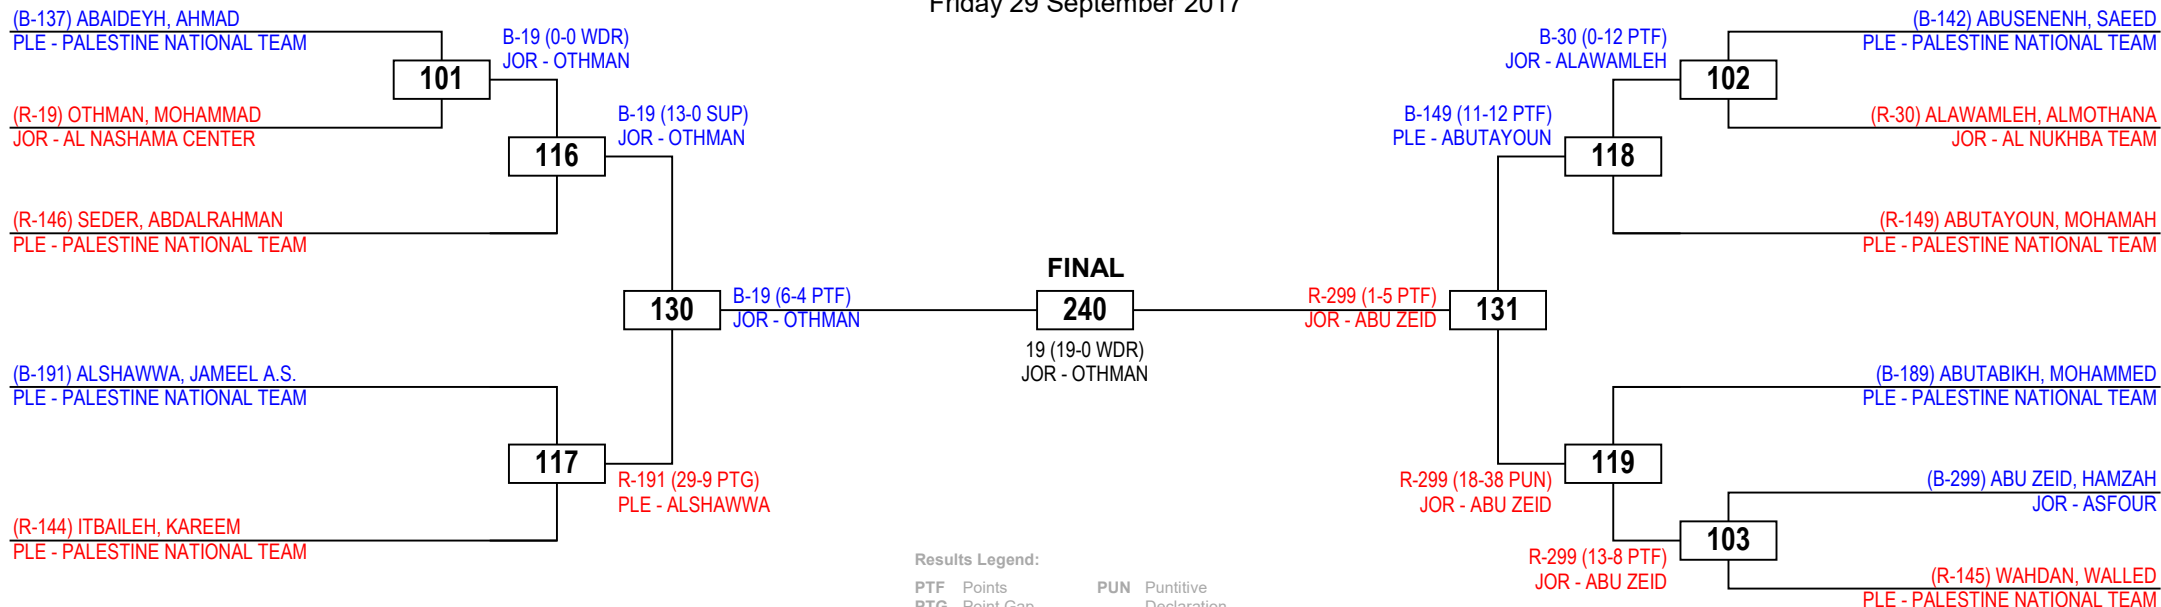 Friday 29 September 2017
(B-137) ABAIDEYH, AHMAD
PLE - PALESTINE NATIONAL TEAM
B-19 (0-0 WDR)
JOR - OTHMAN
101
(R-19) OTHMAN, MOHAMMAD
JOR - AL NASHAMA CENTER
B-19 (13-0 SUP)
JOR - OTHMAN
116
(R-146) SEDER, ABDALRAHMAN
PLE - PALESTINE NATIONAL TEAM
130
B-19 (6-4 PTF)
JOR - OTHMAN
(B-191) ALSHAWWA, JAMEEL A.S.
PLE - PALESTINE NATIONAL TEAM
117
R-191 (29-9 PTG)
PLE - ALSHAWWA
(R-144) ITBAILEH, KAREEM
PLE - PALESTINE NATIONAL TEAM
FINAL
240
19 (19-0 WDR)
JOR - OTHMAN
(B-142) ABUSENENH, SAEED
PLE - PALESTINE NATIONAL TEAM
B-30 (0-12 PTF)
JOR - ALAWAMLEH
102
(R-30) ALAWAMLEH, ALMOTHANA
JOR - AL NUKHBA TEAM
B-149 (11-12 PTF)
PLE - ABUTAYOUN
118
(R-149) ABUTAYOUN, MOHAMAH
PLE - PALESTINE NATIONAL TEAM
R-299 (1-5 PTF)
JOR - ABU ZEID
131
(B-189) ABUTABIKH, MOHAMMED
PLE - PALESTINE NATIONAL TEAM
119
R-299 (18-38 PUN)
JOR - ABU ZEID
(B-299) ABU ZEID, HAMZAH
JOR - ASFOUR
103
R-299 (13-8 PTF)
JOR - ABU ZEID
(R-145) WAHDAN, WALLED
PLE - PALESTINE NATIONAL TEAM
Results Legend:
PTF Points PUN Puntitive
PTG Point Gap Declaration